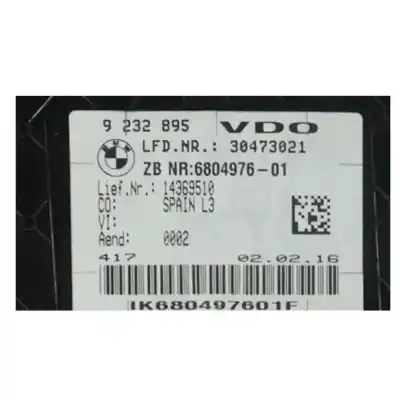 9 232 895 VDO
LFD.NR.: 30473021
ZB NR:6804976-01
Lief.Nr.: 14369510
CO: SPAIN L3
VI:
Aend: 0002
417 02.02.16
IK680497601F